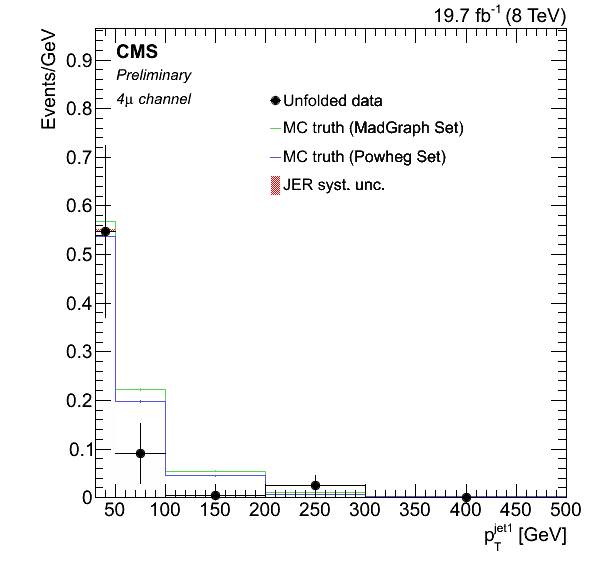 19.7 fb⁻¹ (8 TeV)
Events/GeV
CMS
Preliminary
4μ channel
Unfolded data
MC truth (MadGraph Set)
MC truth (Powheg Set)
JER syst. unc.
0.9
0.8
0.7
0.6
0.5
0.4
0.3
0.2
0.1
0
50 100 150 200 250 300 350 400 450 500
p_T^jet1 [GeV]